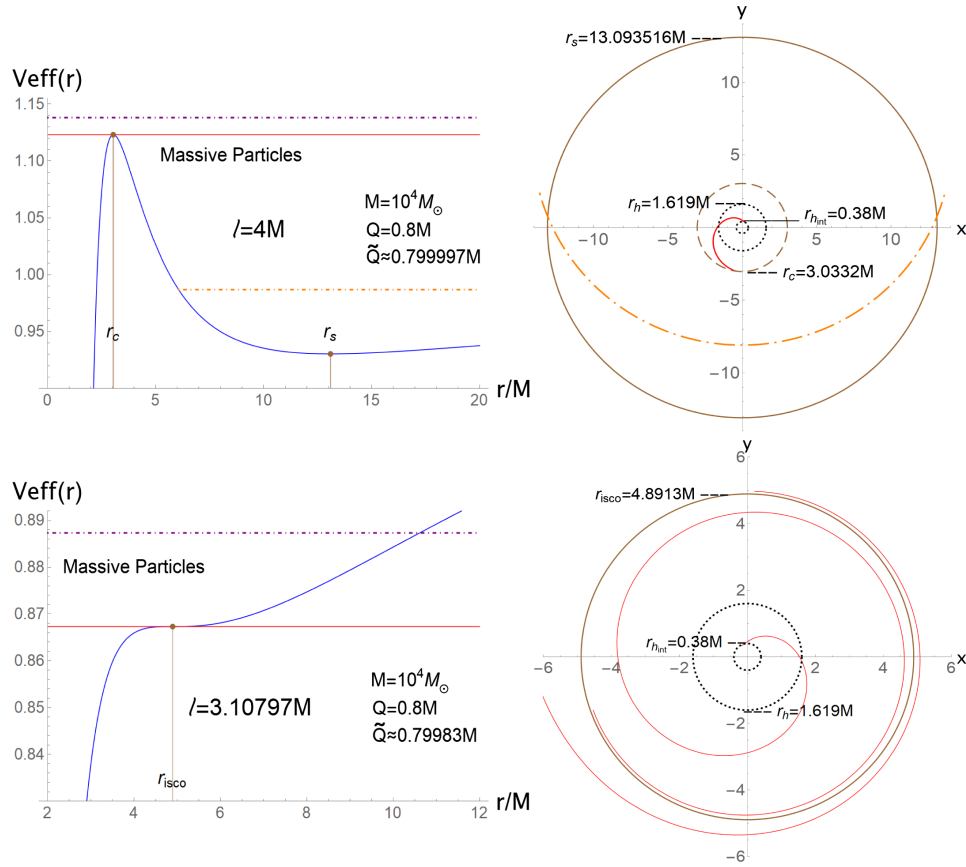 Veff(r)
1.15
1.10
1.05
1.00
0.95
Massive Particles
ℓ=4M
M=10⁴M⊙
Q=0.8M
Q̃≈0.799997M
r_c
r_s
0 5 10 15 20
r/M
y
r_s=13.093516M
10
5
r_h=1.619M
r_h_int=0.38M
-10 -5 5 10
x
r_c=3.0332M
-5
-10
Veff(r)
0.89
0.88
0.87
0.86
0.85
0.84
Massive Particles
ℓ=3.10797M
M=10⁴M⊙
Q=0.8M
Q̃≈0.79983M
r_isco
2 4 6 8 10 12
r/M
y
6
r_isco=4.8913M
4
2
r_h_int=0.38M
-6 -4 -2 2 4 6
x
r_h=1.619M
-2
-4
-6